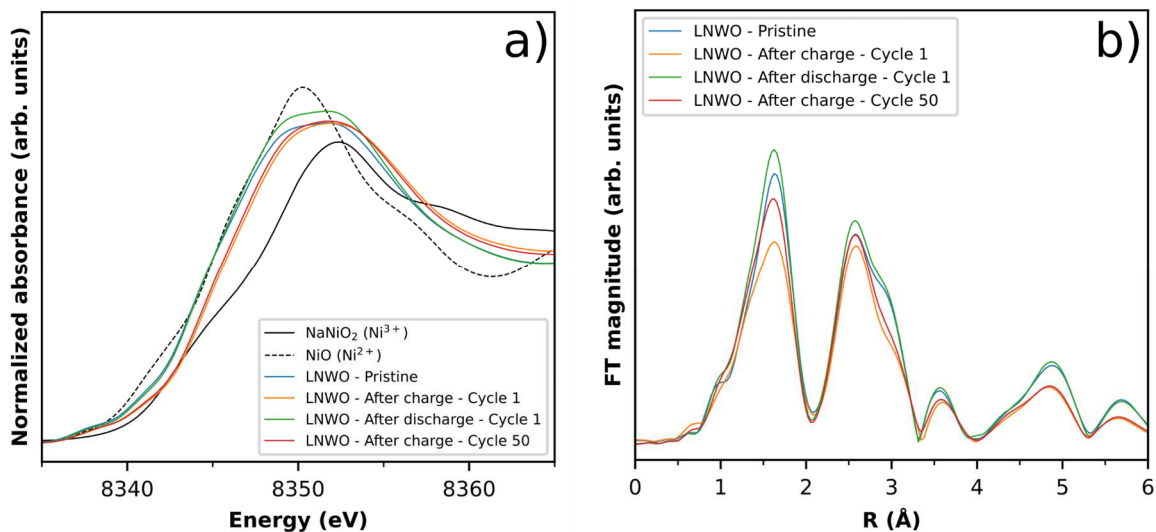 a)
Normalized absorbance (arb. units)
NaNiO₂ (Ni³⁺)
NiO (Ni²⁺)
LNWO - Pristine
LNWO - After charge - Cycle 1
LNWO - After discharge - Cycle 1
LNWO - After charge - Cycle 50
8340
8350
8360
Energy (eV)
b)
FT magnitude (arb. units)
LNWO - Pristine
LNWO - After charge - Cycle 1
LNWO - After discharge - Cycle 1
LNWO - After charge - Cycle 50
0
1
2
3
4
5
6
R (Å)